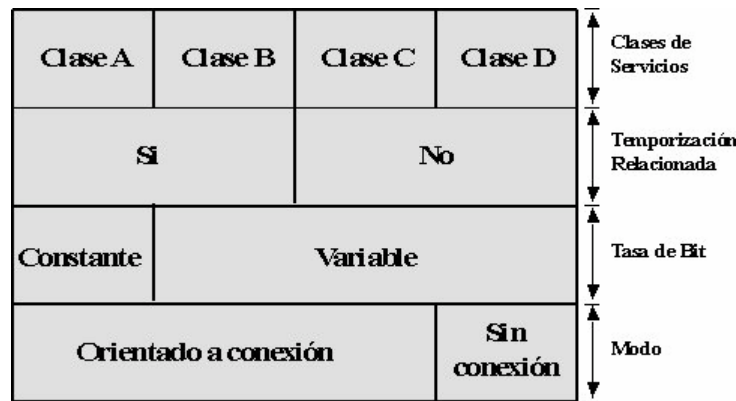 Clase A Clase B Clase C Clase D Clases de
Servicios
Si No Temporización
Relacionada
Constante Variable Tasa de Bit
Orientado a conexión Sin
conexión Modo